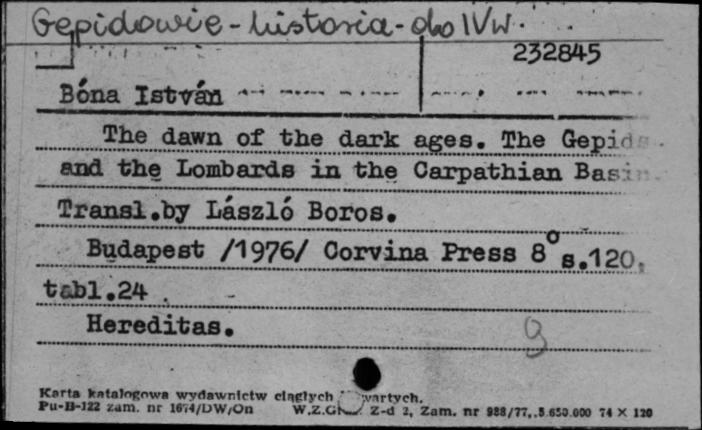 Gepidowie - historia - do IV w.
232845
Bóna István
The dawn of the dark ages. The Gepids
and the Lombards in the Carpathian Basin.
Transl.by László Boros.
Budapest /1976/ Corvina Press 8° s.120,
tabl.24
Hereditas.
g
Karta katalogowa wydawnictw ciągłych wartych.
Pu-B-122 zam. nr 1674/DW/On W.Z.G Z-d 2, Zam. nr 988/77, 5.650.000 74 × 120